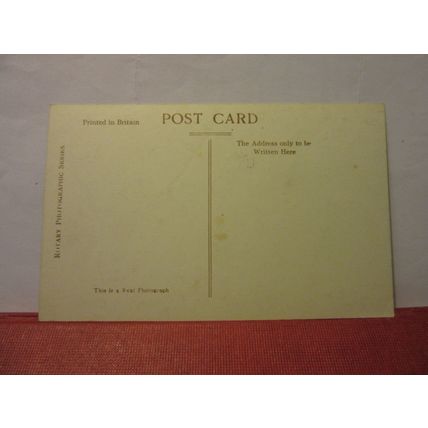 POST CARD
Printed in Britain
The Address only to be
Written Here
ROTARY PHOTOGRAPHIC SERIES
This is a Real Photograph